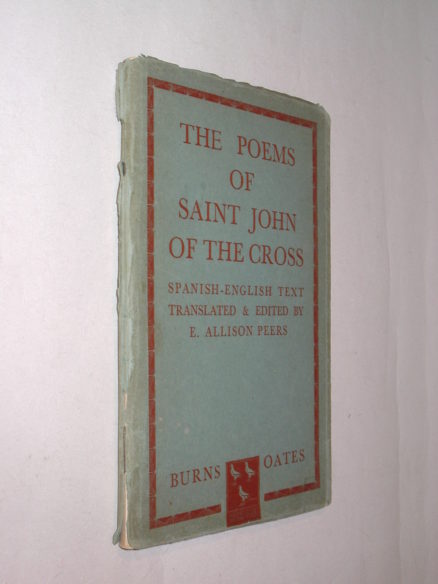 THE POEMS
OF
SAINT JOHN
OF THE CROSS
SPANISH-ENGLISH TEXT
TRANSLATED & EDITED BY
E. ALLISON PEERS
BURNS OATES